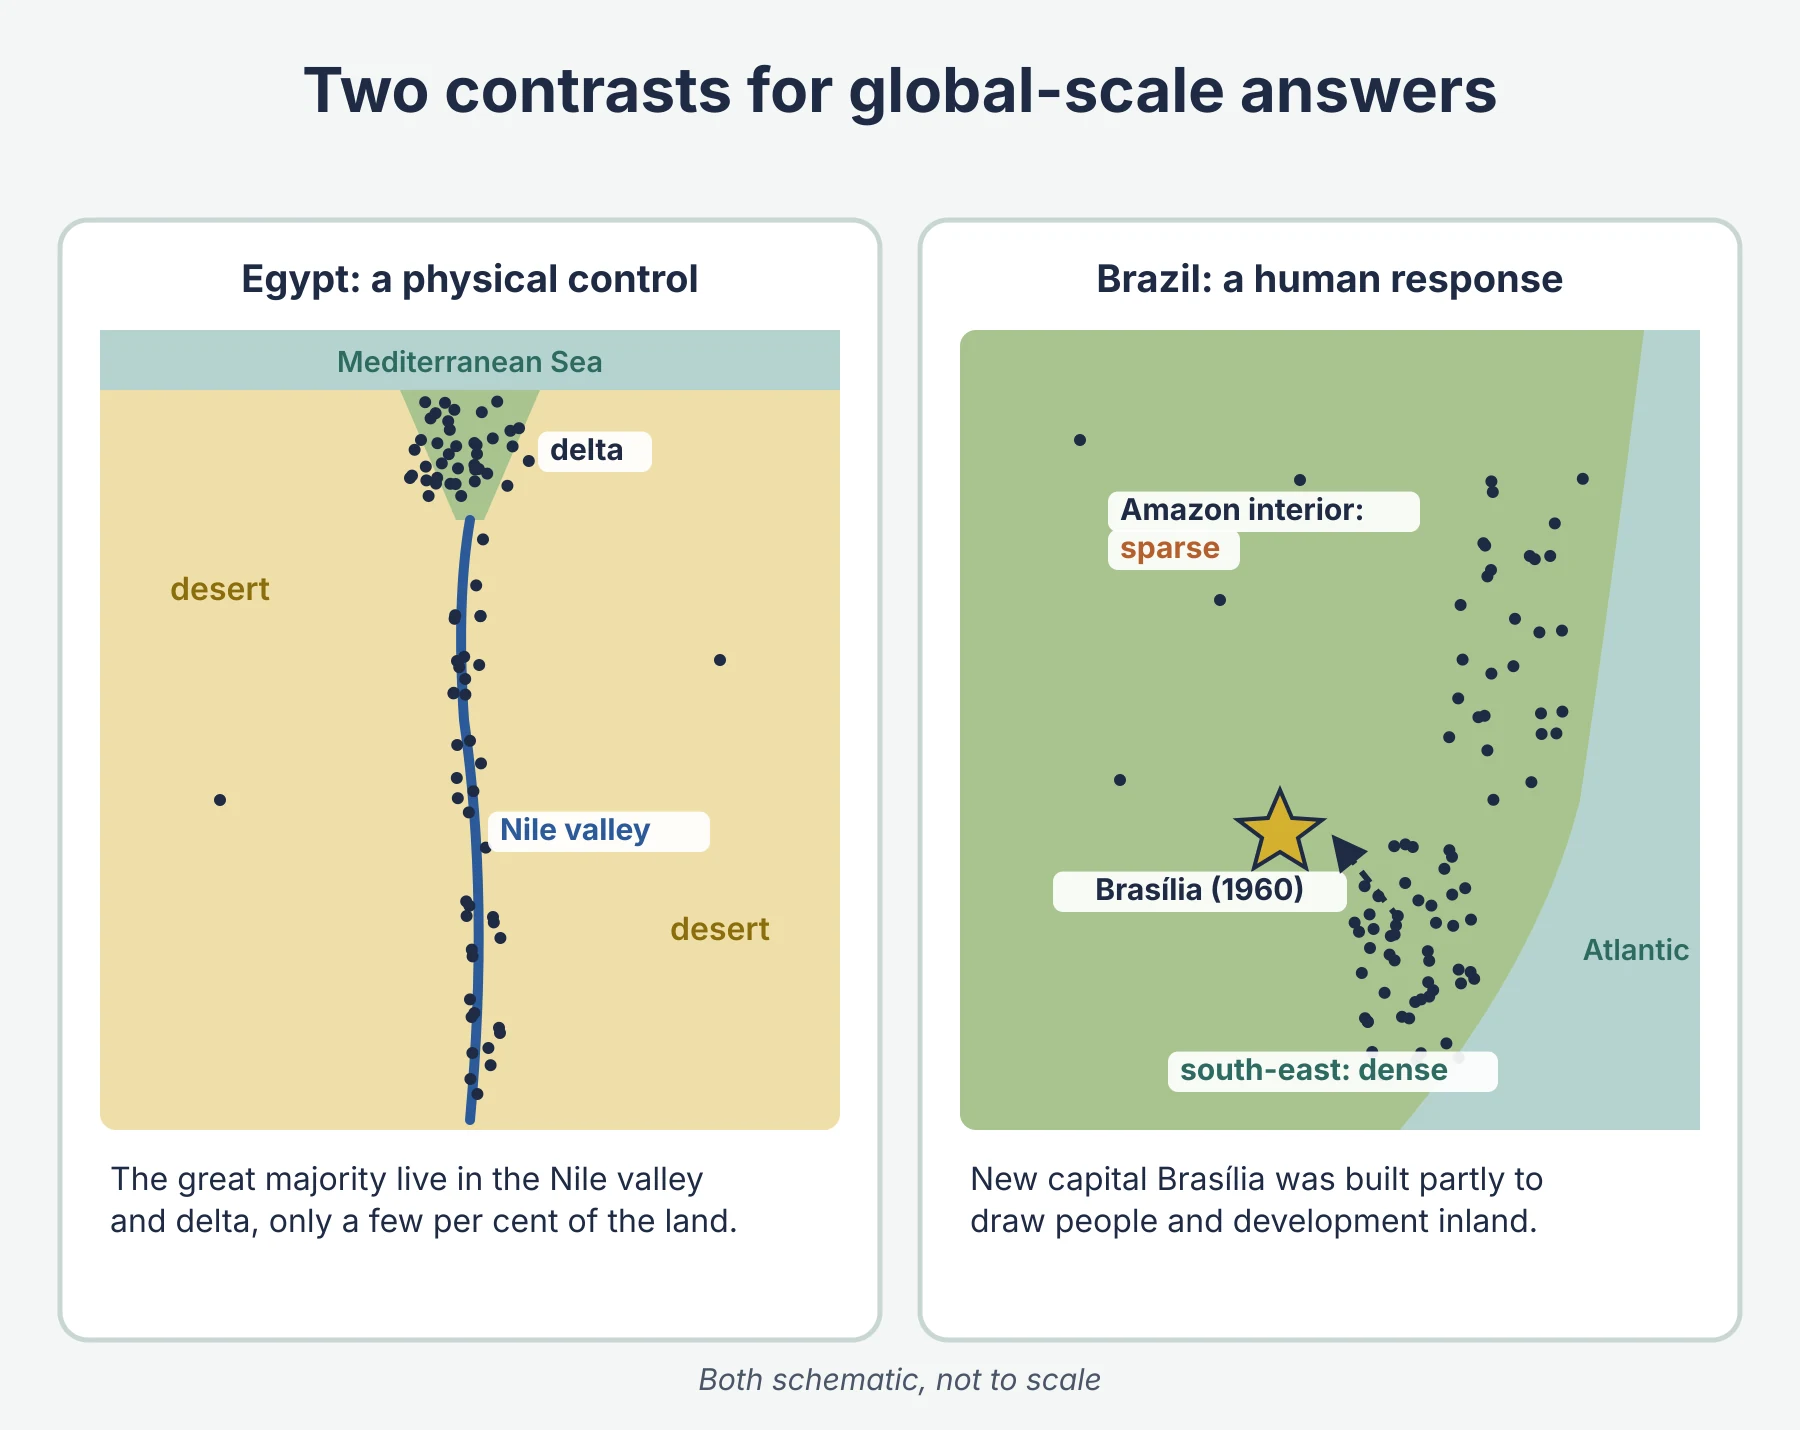 Two contrasts for global-scale answers
Egypt: a physical control
Mediterranean Sea
delta
desert
Nile valley
desert
The great majority live in the Nile valley
and delta, only a few per cent of the land.
Brazil: a human response
Amazon interior:
sparse
Brasília (1960)
Atlantic
south-east: dense
New capital Brasília was built partly to
draw people and development inland.
Both schematic, not to scale